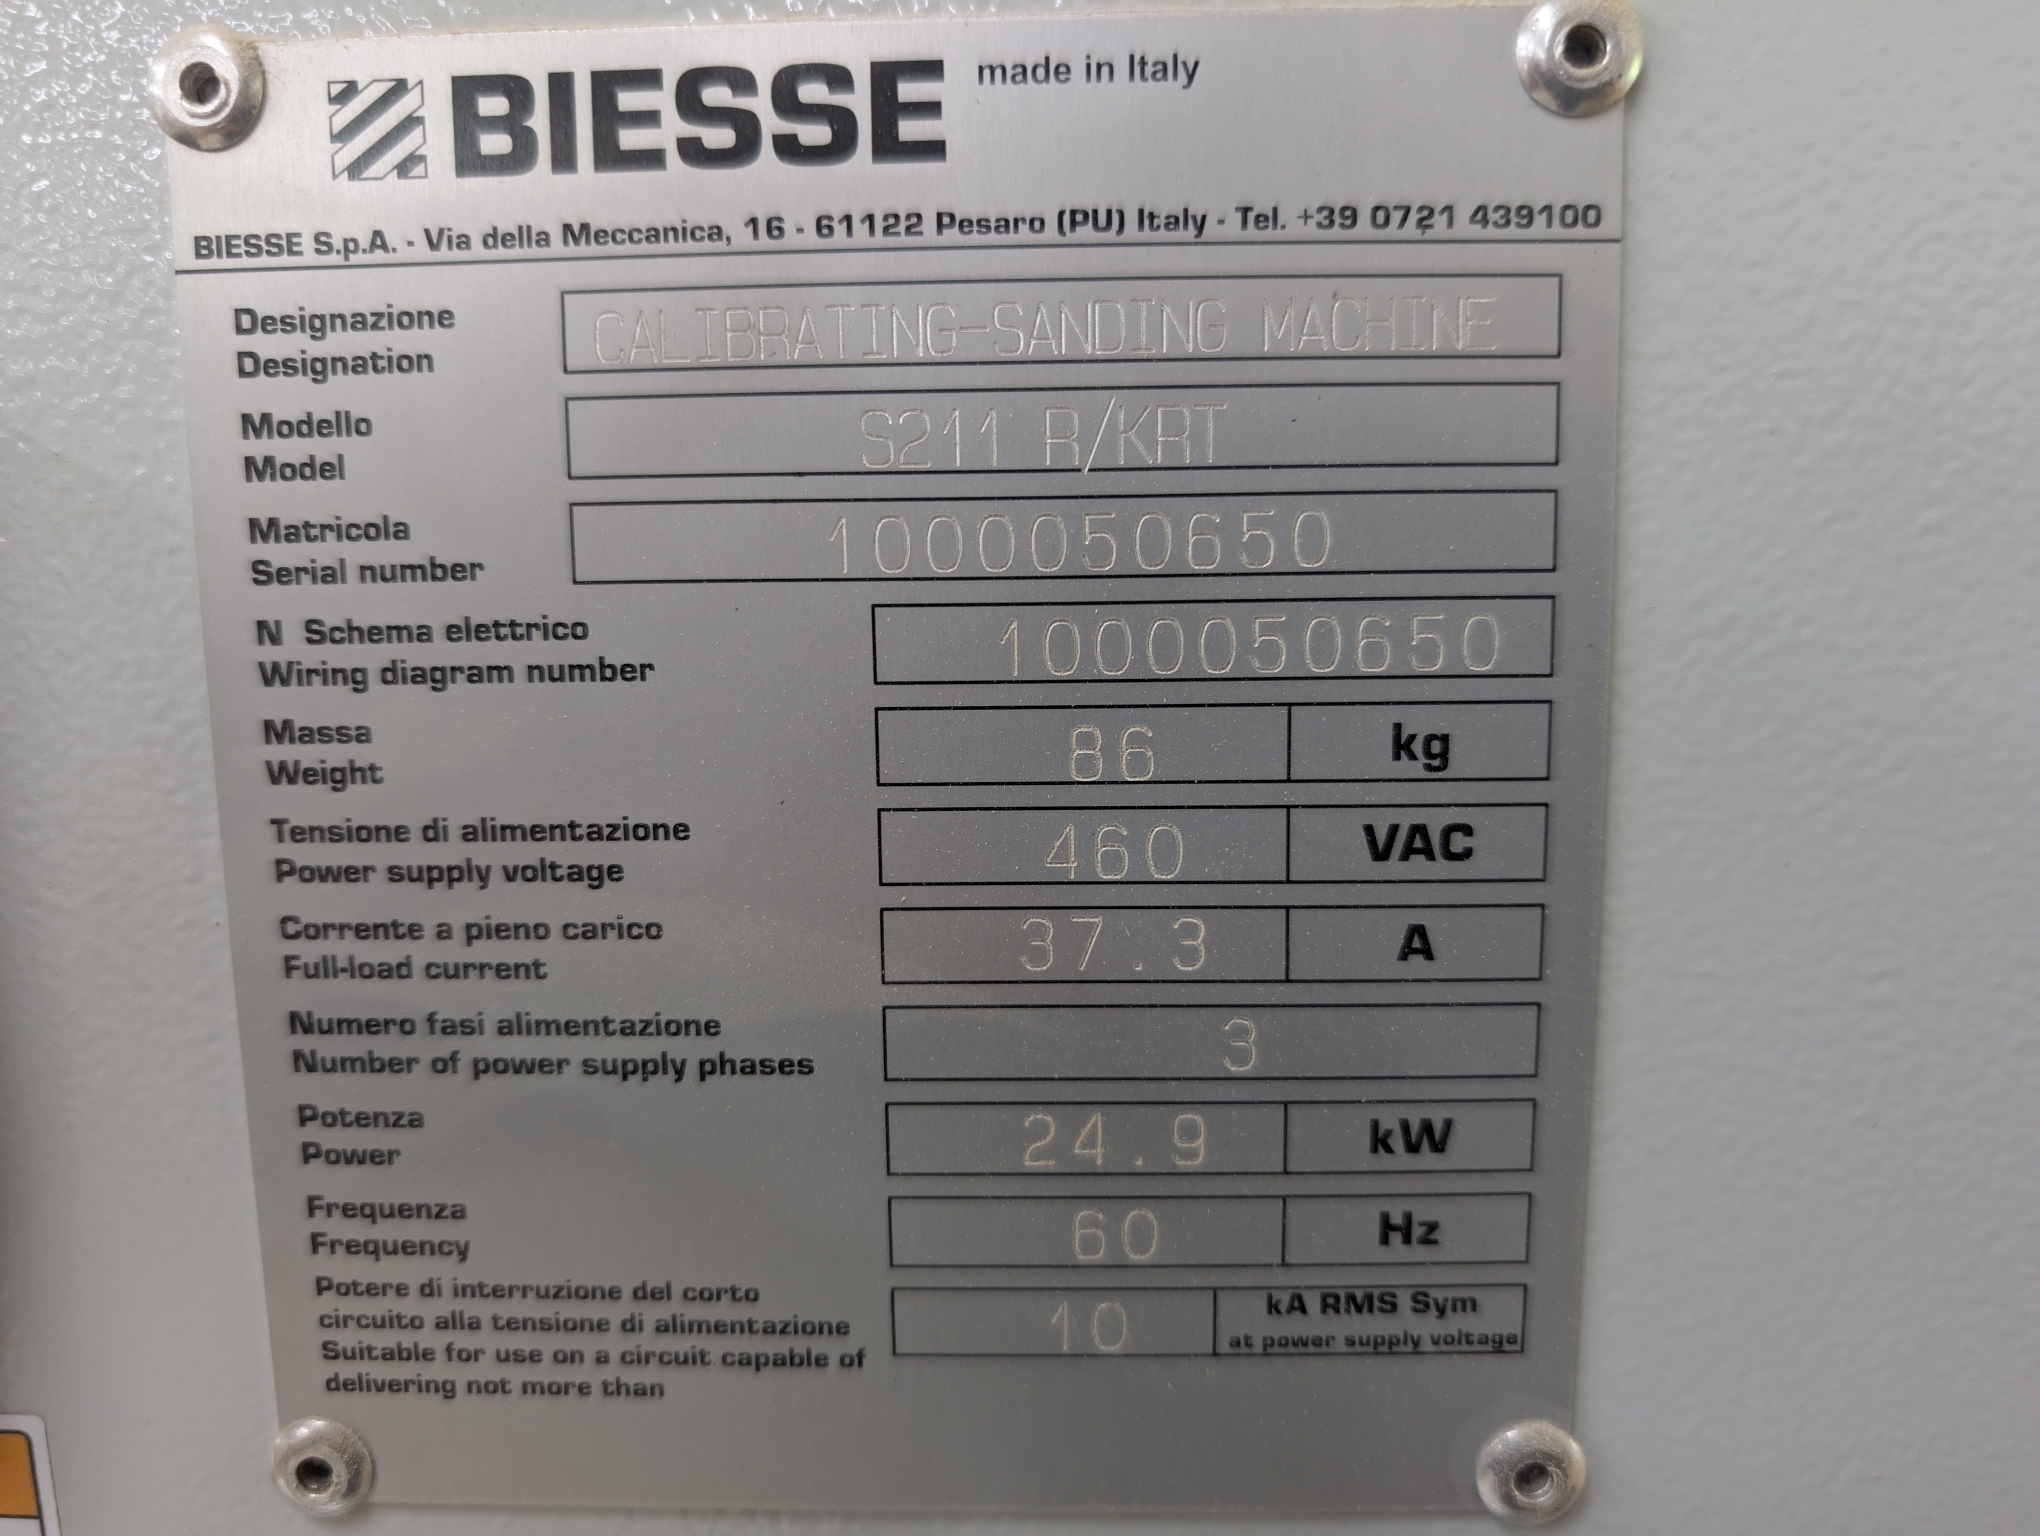 BIESSE made in Italy
BIESSE S.p.A. - Via della Meccanica, 16 - 61122 Pesaro (PU) Italy - Tel. +39 0721 439100
Designazione
Designation
CALIBRATING-SANDING MACHINE
Modello
Model
S211 R/KRT
Matricola
Serial number
1000050650
N Schema elettrico
Wiring diagram number
1000050650
Massa
Weight
86 kg
Tensione di alimentazione
Power supply voltage
460 VAC
Corrente a pieno carico
Full-load current
37.3 A
Numero fasi alimentazione
Number of power supply phases
3
Potenza
Power
24.9 kW
Frequenza
Frequency
60 Hz
Potere di interruzione del corto
circuito alla tensione di alimentazione
Suitable for use on a circuit capable of
delivering not more than
10 kA RMS Sym
at power supply voltage